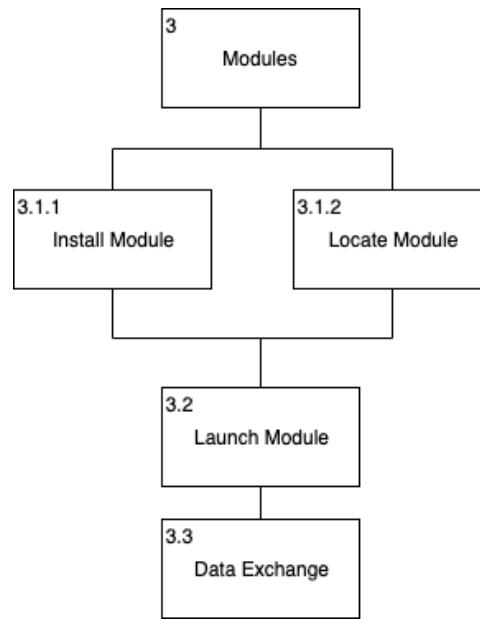 3
Modules
3.1.1
Install Module
3.1.2
Locate Module
3.2
Launch Module
3.3
Data Exchange